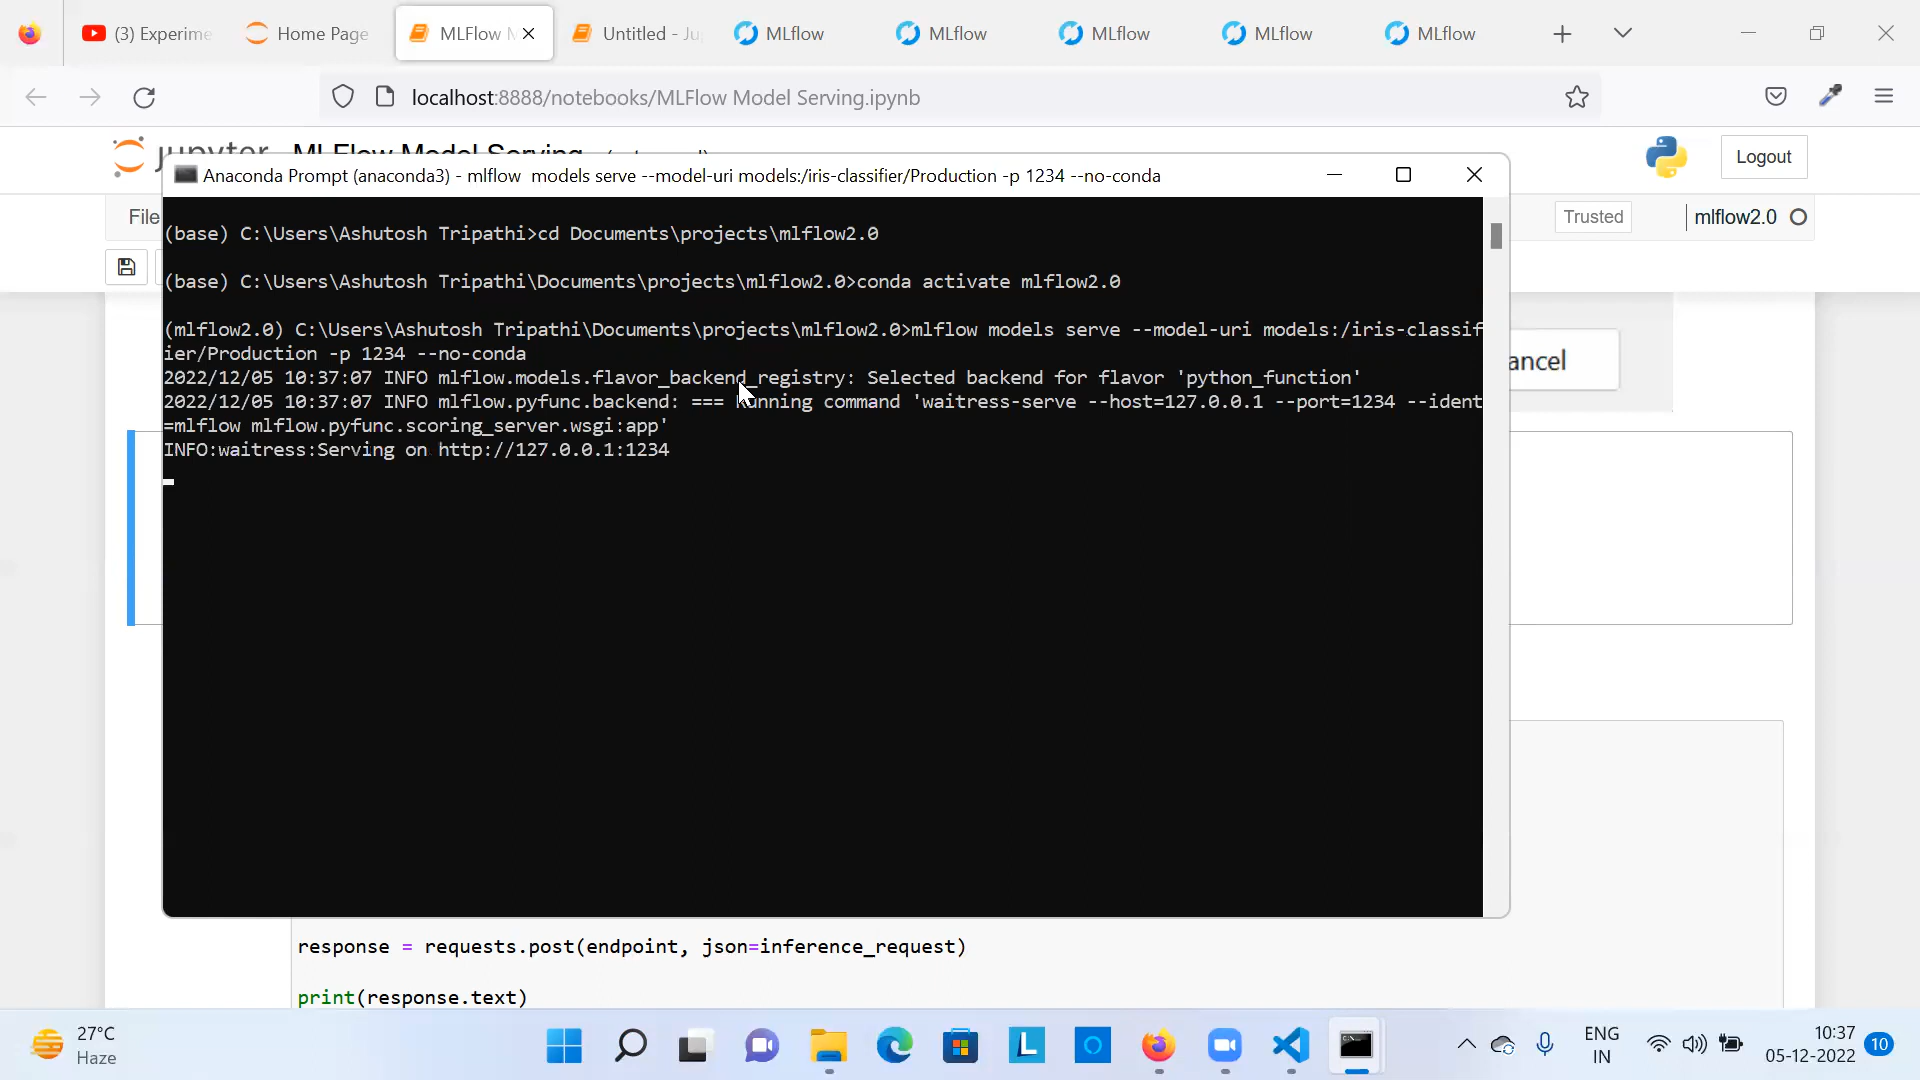 (3) Experime
Home Page
MLFlow M
Untitled - Ju
MLflow
MLflow
MLflow
MLflow
MLflow
localhost:8888/notebooks/MLFlow Model Serving.ipynb
jupyter MLFlow Model Serving
Logout
Anaconda Prompt (anaconda3) - mlflow  models serve --model-uri models:/iris-classifier/Production -p 1234 --no-conda
File
Trusted
mlflow2.0
(base) C:\Users\Ashutosh Tripathi>cd Documents\projects\mlflow2.0
(base) C:\Users\Ashutosh Tripathi\Documents\projects\mlflow2.0>conda activate mlflow2.0
(mlflow2.0) C:\Users\Ashutosh Tripathi\Documents\projects\mlflow2.0>mlflow models serve --model-uri models:/iris-classif
ier/Production -p 1234 --no-conda
ancel
2022/12/05 10:37:07 INFO mlflow.models.flavor_backend_registry: Selected backend for flavor 'python_function'
2022/12/05 10:37:07 INFO mlflow.pyfunc.backend: === Running command 'waitress-serve --host=127.0.0.1 --port=1234 --ident
=mlflow mlflow.pyfunc.scoring_server.wsgi:app'
INFO:waitress:Serving on http://127.0.0.1:1234
response = requests.post(endpoint, json=inference_request)
print(response.text)
27°C
Haze
L
ENG
IN
10:37
05-12-2022
10